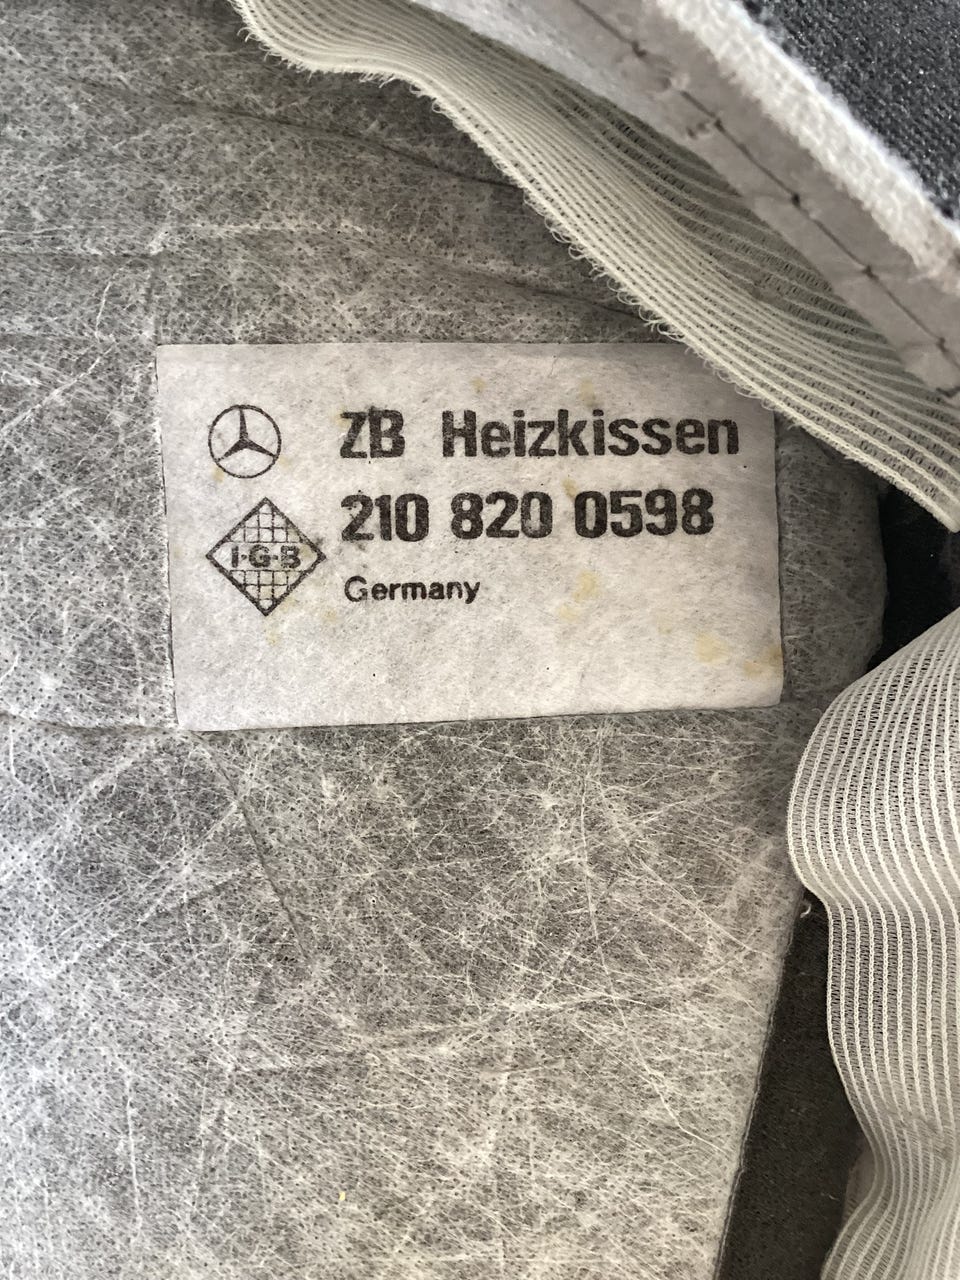 ZB Heizkissen
210 820 0598
I·G·B
Germany